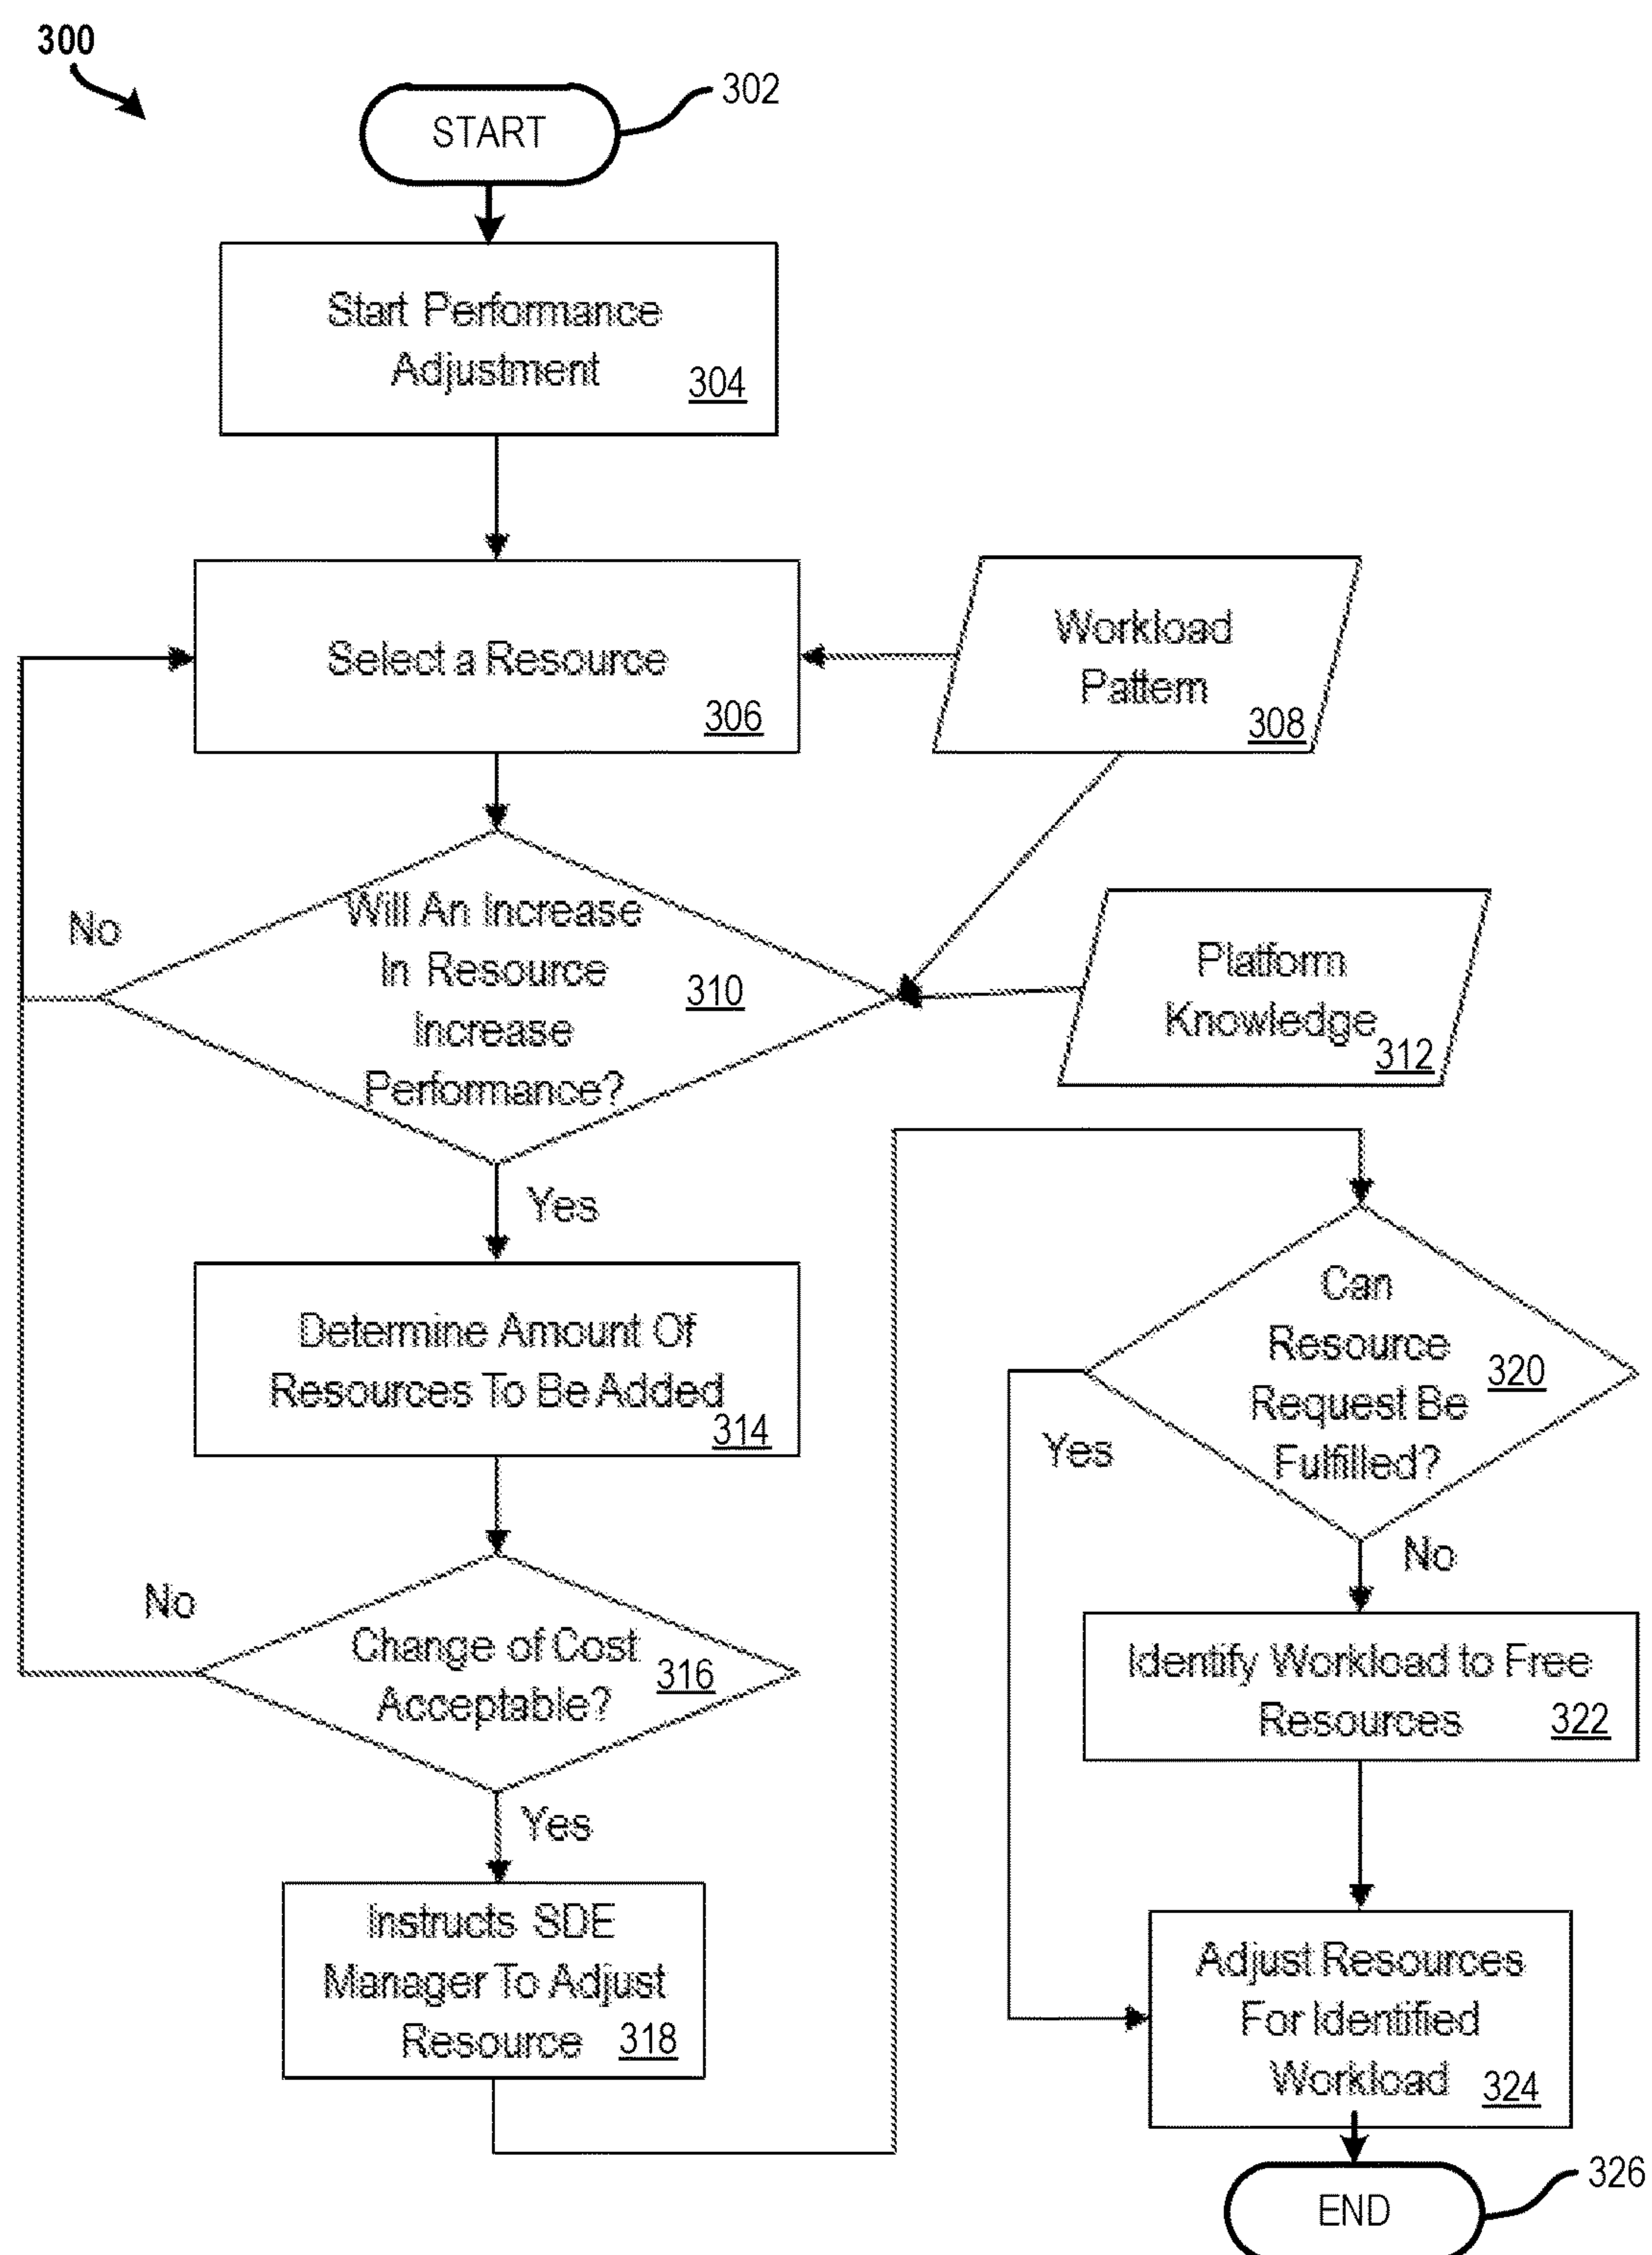 300
302
START
Start Performance
Adjustment
304
Select a Resource
306
Workload
Pattern
308
No
Will An Increase
In Resource
Increase
Performance?
310
Platform
Knowledge
312
Yes
Determine Amount Of
Resources To Be Added
314
No
Change of Cost
Acceptable?
316
Yes
Instructs SDE
Manager To Adjust
Resource
318
Can
Resource
Request Be
Fulfilled?
320
Yes
No
Identify Workload to Free
Resources
322
Adjust Resources
For Identified
Workload
324
END
326